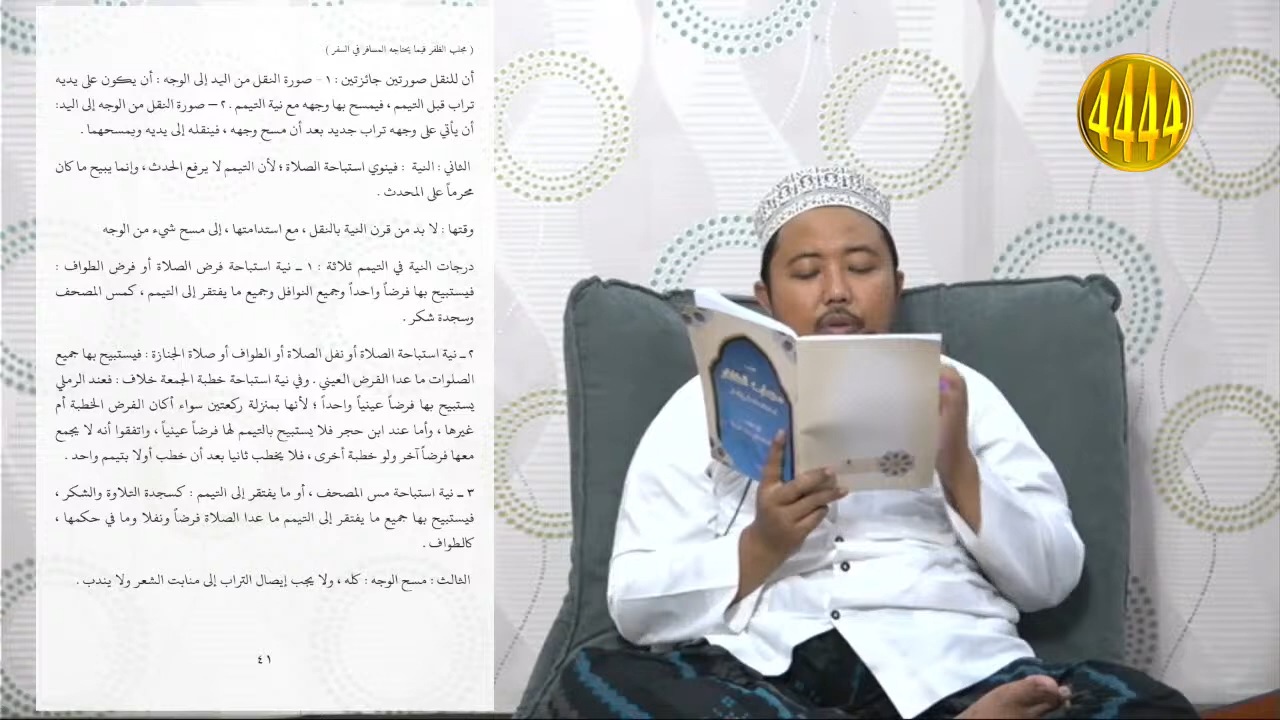 ( مجلب الظفر فيما يحتاجه المسافر في السفر )
أن للنقل صورتين جائزتين : ١ – صورة النقل من اليد إلى الوجه : أن يكون على يديه
تراب قبل التيمم ، فيمسح بها وجهه مع نية التيمم . ٢ – صورة النقل من الوجه إلى اليد:
أن يأتي على وجهه تراب جديد بعد أن مسح وجهه ، فينقله إلى يديه ويمسحهما .
الثاني : النية : فينوي استباحة الصلاة ؛ لأن التيمم لا يرفع الحدث ، وإنما يبيح ما كان
محرماً على المحدث .
وقتها : لا بد من قرن النية بالنقل ، مع استدامتها ، إلى مسح شيء من الوجه
درجات النية في التيمم ثلاثة : ١ ـ نية استباحة فرض الصلاة أو فرض الطواف :
فيستبيح بها فرضاً واحداً وجميع النوافل وجميع ما يفتقر إلى التيمم ، كمس المصحف
وسجدة شكر .
٢ ـ نية استباحة الصلاة أو نفل الصلاة أو الطواف أو صلاة الجنازة : فيستبيح بها جميع
الصلوات ما عدا الفرض العيني . وفي نية استباحة خطبة الجمعة خلاف : فعند الرملي
يستبيح بها فرضاً عينياً واحداً ؛ لأنها بمنزلة ركعتين سواء أكان الفرض الخطبة أم
غيرها ، وأما عند ابن حجر فلا يستبيح بالتيمم لها فرضاً عينياً ، واتفقوا أنه لا يجمع
معها فرضاً آخر ولو خطبة أخرى ، فلا يخطب ثانيا بعد أن خطب أولا بتيمم واحد .
٣ ـ نية استباحة مس المصحف ، أو ما يفتقر إلى التيمم : كسجدة التلاوة والشكر ،
فيستبيح بها جميع ما يفتقر إلى التيمم ما عدا الصلاة فرضاً ونفلا وما في حكمها ،
كالطواف .
الثالث : مسح الوجه : كله ، ولا يجب إيصال التراب إلى منابت الشعر ولا يندب .
٤١
4444